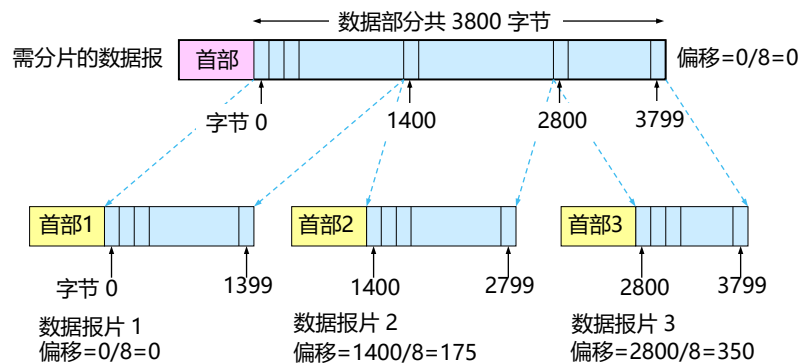 数据部分共 3800 字节
需分片的数据报
首部
偏移=0/8=0
字节 0
1400
2800
3799
首部1
首部2
首部3
字节 0
1399
1400
2799
2800
3799
数据报片 1
偏移=0/8=0
数据报片 2
偏移=1400/8=175
数据报片 3
偏移=2800/8=350